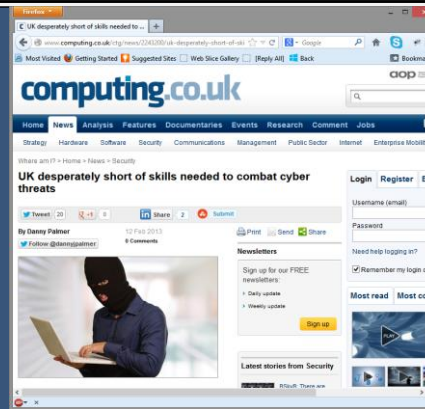 Firefox
UK desperately short of skills needed to ...
www.computing.co.uk/ctg/news/2243200/uk-desperately-short-of-ski
Google
Most Visited Getting Started Suggested Sites Web Slice Gallery [Reply All] Back
Bookma
aop
computing.co.uk
Home News Analysis Features Documentaries Events Research Comment Jobs
Strategy Hardware Software Security Communications Management Public Sector Internet Enterprise Mobilit
Where am I? > Home > News > Security
UK desperately short of skills needed to combat cyber
threats
Tweet 20 +1 0 Share 2 Submit
By Danny Palmer 12 Feb 2013
Follow @dannyjpalmer 0 Comments
Print Send Share
Newsletters
Sign up for our FREE
newsletters:
Daily update
Weekly update
Sign up
Latest stories from Security
BSkyB: There are
Login Register
Username (email)
Password
Need help logging in?
Remember my login
Most read Most co
PLAY